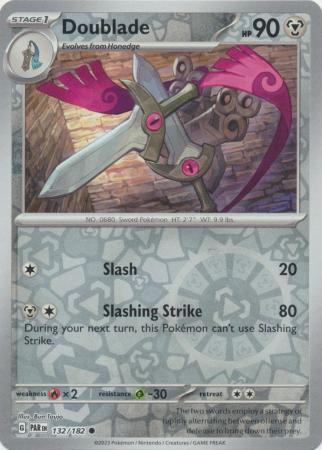 STAGE 1
Doublade
HP 90
Evolves from Honedge
NO. 0680 Sword Pokémon HT: 2'7" WT: 9.9 lbs.
Slash 20
Slashing Strike 80
During your next turn, this Pokémon can't use Slashing
Strike.
weakness ×2 resistance -30 retreat
Illus.
G PAR EN 132/182
The two swords employ a strategy of
rapidly alternating between offense and
defense to bring down their prey.
©2023 Pokémon / Nintendo / Creatures / GAME FREAK